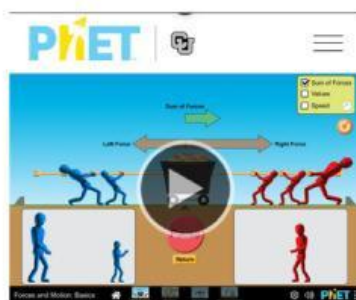 PhET
CU
Sum of Forces
Values
Speed
Sum of Forces
Left Force
Right Force
Return
Forces and Motion: Basics
PhET